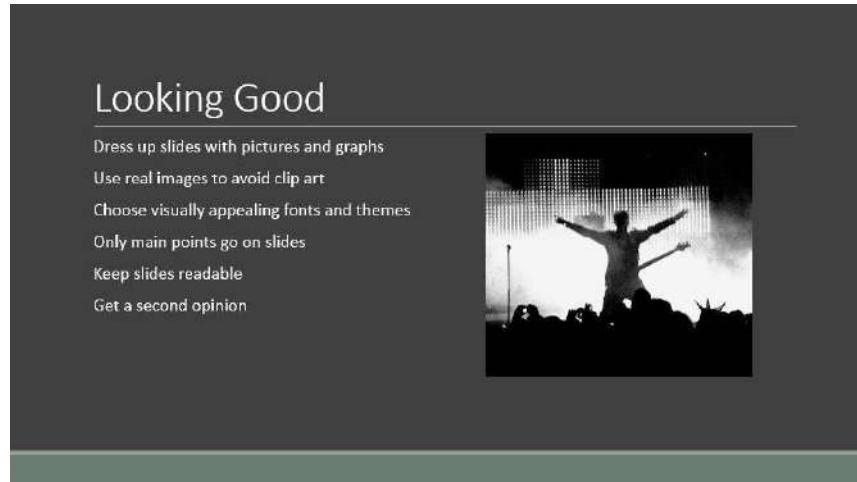 Looking Good
Dress up slides with pictures and graphs
Use real images to avoid clip art
Choose visually appealing fonts and themes
Only main points go on slides
Keep slides readable
Get a second opinion